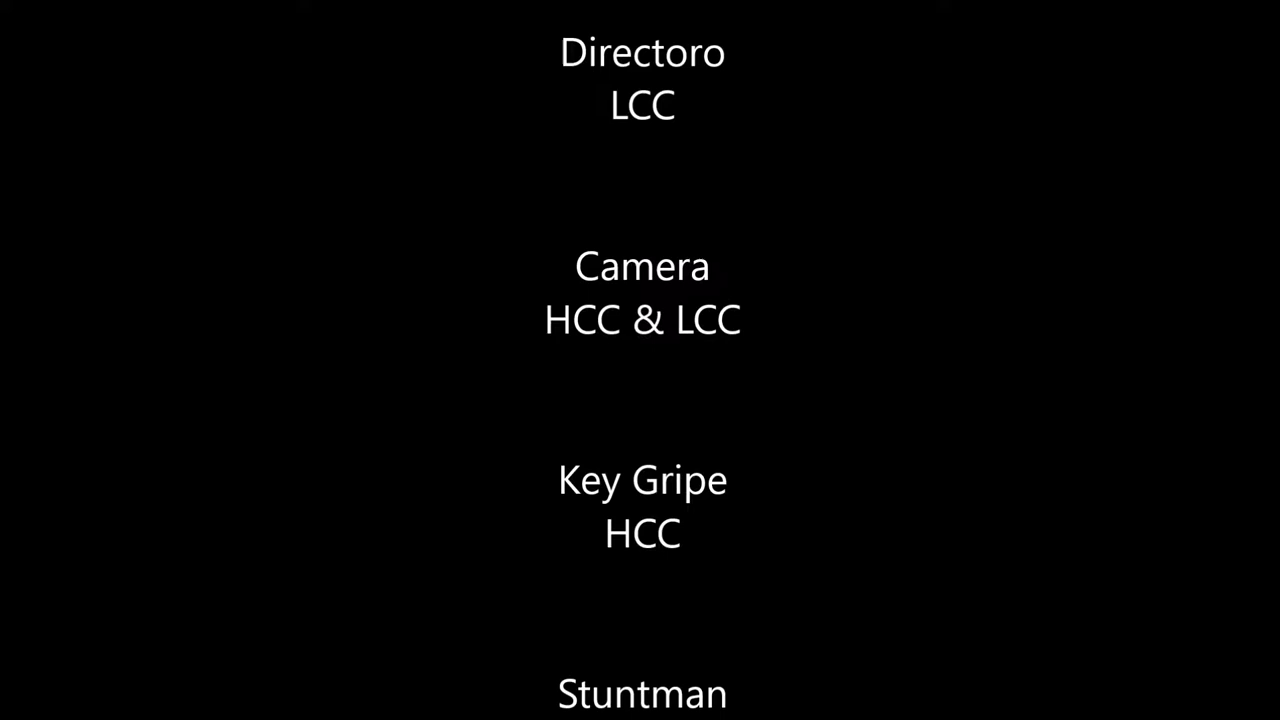 Directoro
LCC
Camera
HCC & LCC
Key Gripe
HCC
Stuntman